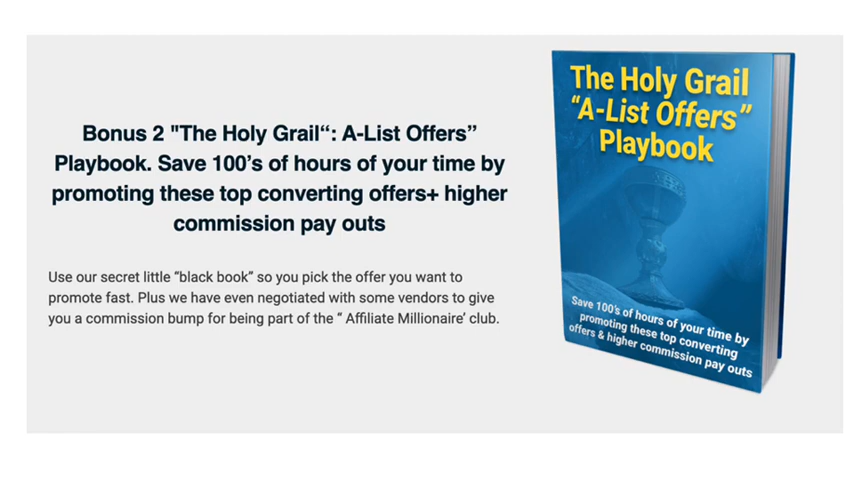 Bonus 2 "The Holy Grail“: A-List Offers”
Playbook. Save 100’s of hours of your time by
promoting these top converting offers+ higher
commission pay outs
Use our secret little “black book” so you pick the offer you want to
promote fast. Plus we have even negotiated with some vendors to give
you a commission bump for being part of the “ Affiliate Millionaire’ club.
The Holy Grail
“A-List Offers”
Playbook
Save 100’s of hours of your time by
promoting these top converting
offers & higher commission pay outs